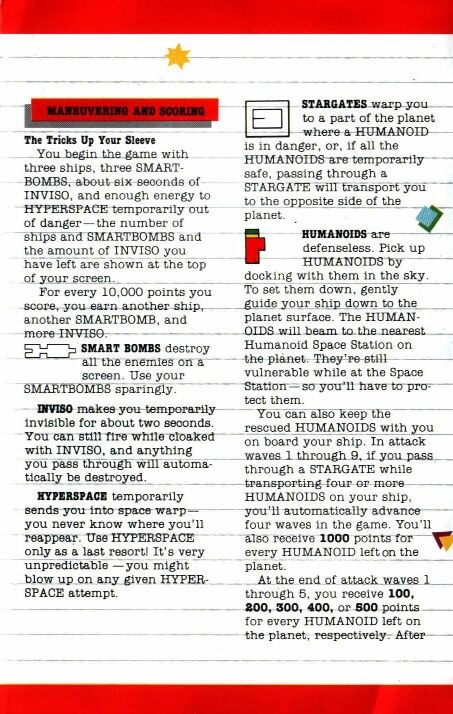 MANEUVERING AND SCORING
The Tricks Up Your Sleeve
You begin the game with
three ships, three SMART-
BOMBS, about six seconds of
INVISO, and enough energy to
HYPERSPACE temporarily out
of danger—the number of
ships and SMARTBOMBS and
the amount of INVISO you
have left are shown at the top
of your screen.
For every 10,000 points you
score, you earn another ship,
another SMARTBOMB, and
more INVISO.
SMART BOMBS destroy
all the enemies on a
screen. Use your
SMARTBOMBS sparingly.
INVISO makes you temporarily
invisible for about two seconds.
You can still fire while cloaked
with INVISO, and anything
you pass through will automa-
tically be destroyed.
HYPERSPACE temporarily
sends you into space warp—
you never know where you'll
reappear. Use HYPERSPACE
only as a last resort! It's very
unpredictable—you might
blow up on any given HYPER-
SPACE attempt.
STARGATES warp you
to a part of the planet
where a HUMANOID
is in danger, or, if all the
HUMANOIDS are temporarily
safe, passing through a
STARGATE will transport you
to the opposite side of the
planet.
HUMANOIDS are
defenseless. Pick up
HUMANOIDS by
docking with them in the sky.
To set them down, gently
guide your ship down to the
planet surface. The HUMAN-
OIDS will beam to the nearest
Humanoid Space Station on
the planet. They're still
vulnerable while at the Space
Station—so you'll have to pro-
tect them.
You can also keep the
rescued HUMANOIDS with you
on board your ship. In attack
waves 1 through 9, if you pass
through a STARGATE while
transporting four or more
HUMANOIDS on your ship,
you'll automatically advance
four waves in the game. You'll
also receive 1000 points for
every HUMANOID left on the
planet.
At the end of attack waves 1
through 5, you receive 100,
200, 300, 400, or 500 points
for every HUMANOID left on
the planet, respectively. After